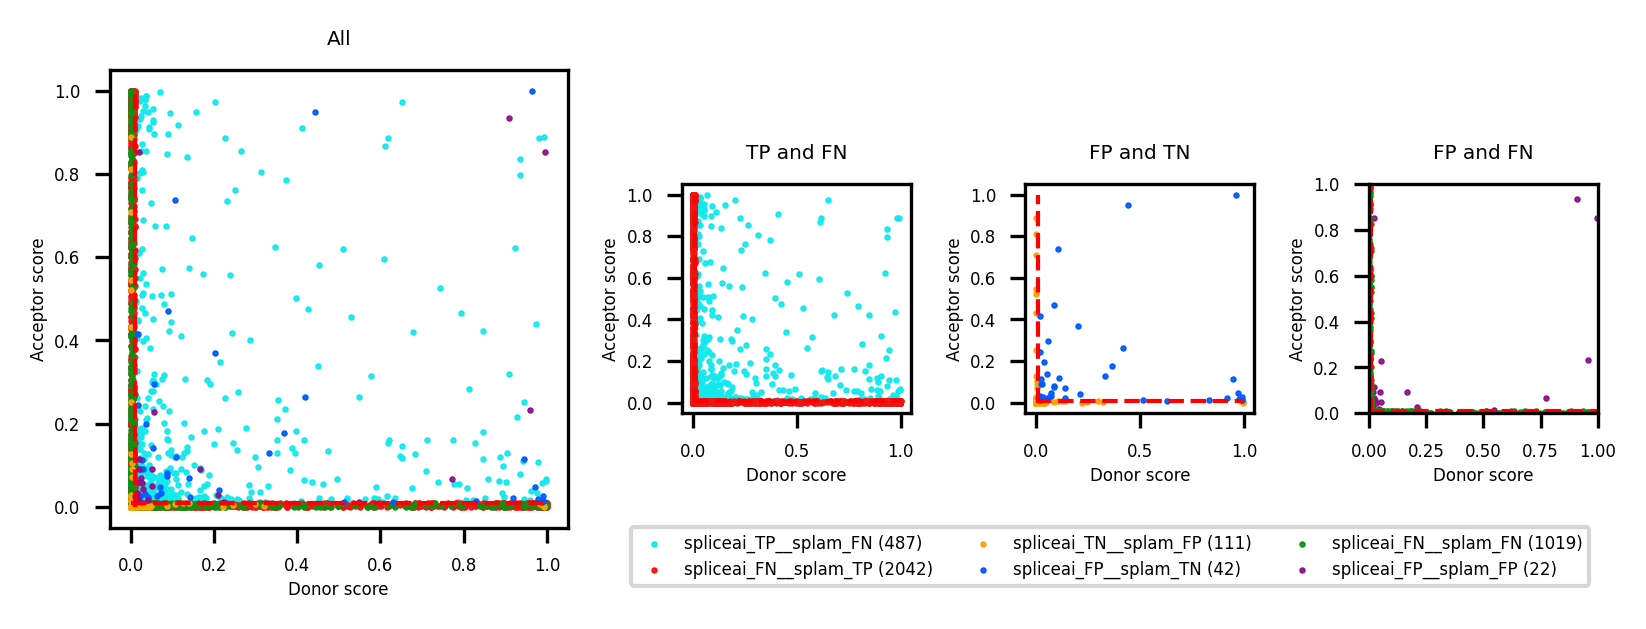 All
1.0
0.8
0.6
0.4
0.2
0.0
Acceptor score
0.0 0.2 0.4 0.6 0.8 1.0
Donor score
TP and FN
1.0
0.8
0.6
0.4
0.2
0.0
Acceptor score
0.0 0.5 1.0
Donor score
FP and TN
1.0
0.8
0.6
0.4
0.2
0.0
Acceptor score
0.0 0.5 1.0
Donor score
FP and FN
1.0
0.8
0.6
0.4
0.2
0.0
Acceptor score
0.00 0.25 0.50 0.75 1.00
Donor score
spliceai_TP__splam_FN (487)
spliceai_FN__splam_TP (2042)
spliceai_TN__splam_FP (111)
spliceai_FP__splam_TN (42)
spliceai_FN__splam_FN (1019)
spliceai_FP__splam_FP (22)